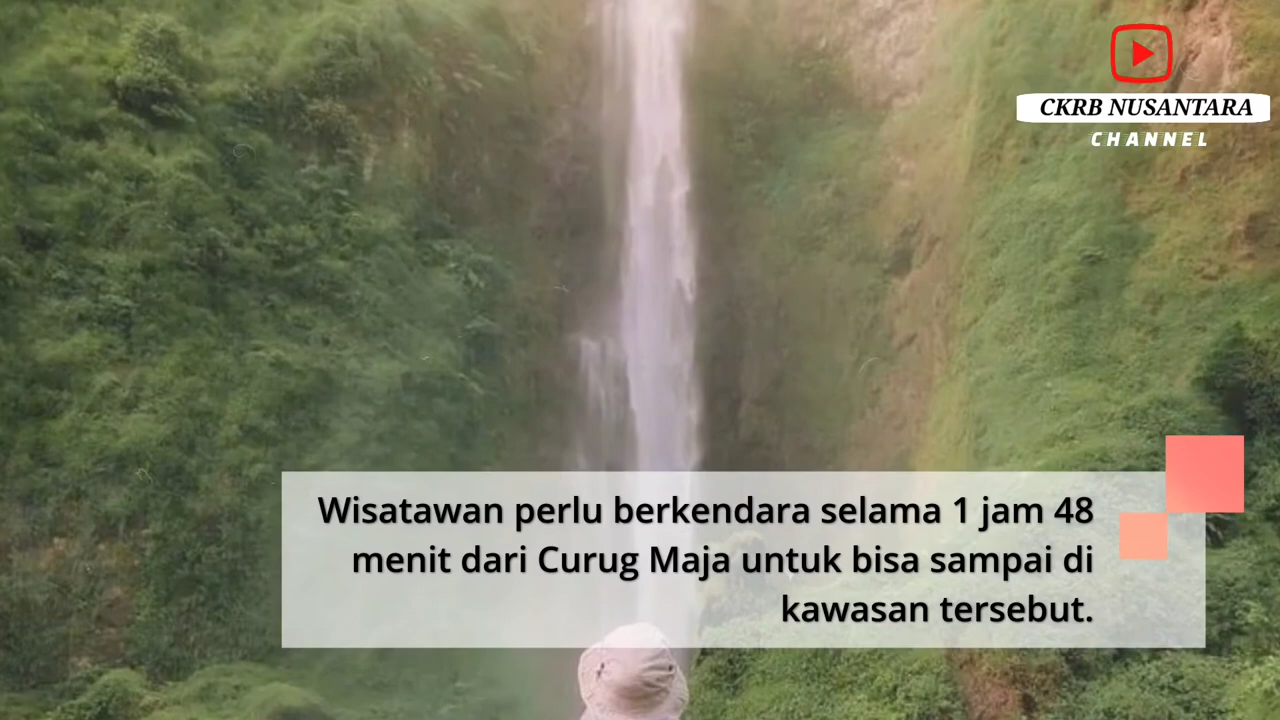 CKRB NUSANTARA
CHANNEL
Wisatawan perlu berkendara selama 1 jam 48
menit dari Curug Maja untuk bisa sampai di
kawasan tersebut.